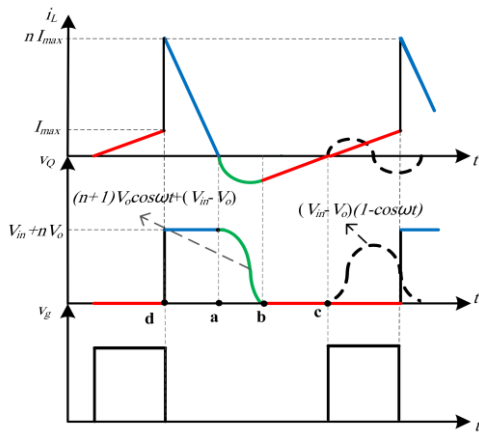 i_L
n I_max
I_max
t
v_Q
(n+1)V_o cosωt+(V_in-V_o)
(V_in-V_o)(1-cosωt)
V_in+nV_o
t
d a b c
v_g
t